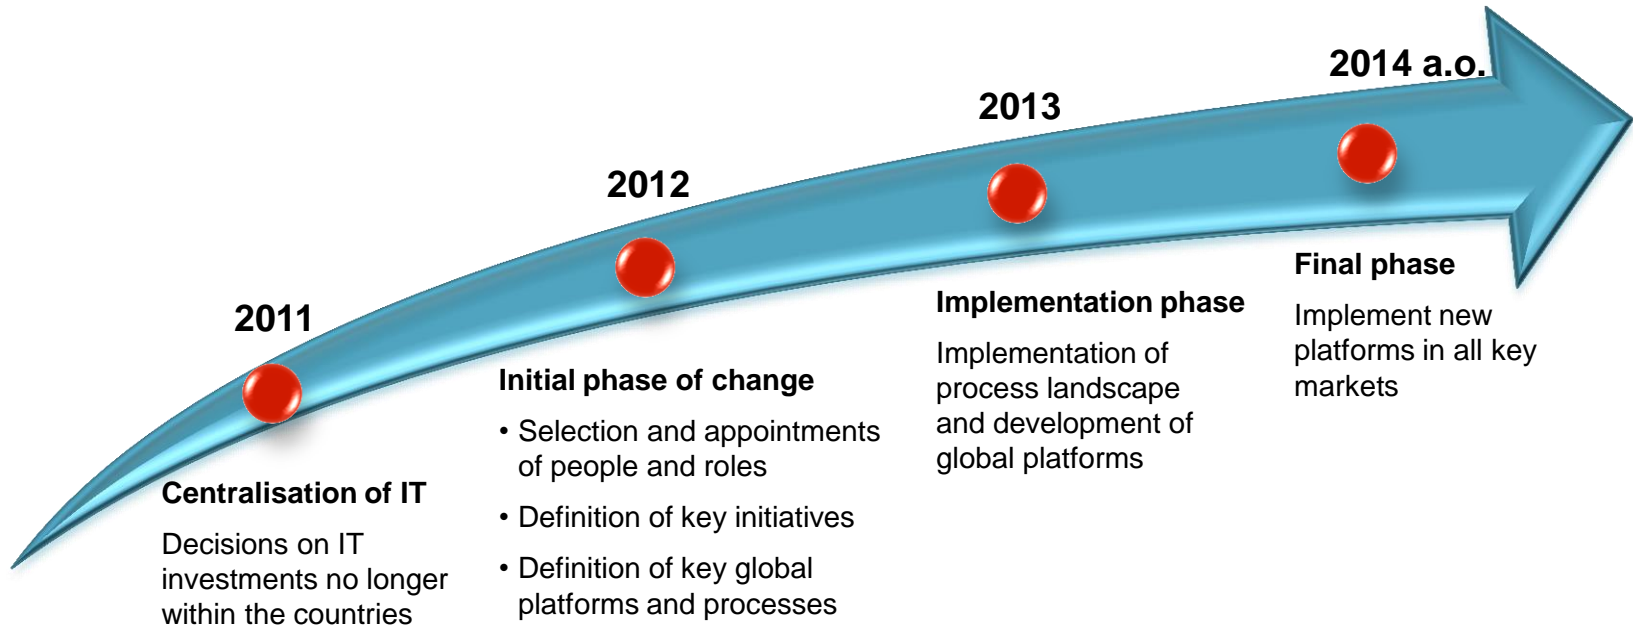 2011
Centralisation of IT
Decisions on IT
investments no longer
within the countries
2012
Initial phase of change
• Selection and appointments
of people and roles
• Definition of key initiatives
• Definition of key global
platforms and processes
2013
Implementation phase
Implementation of
process landscape
and development of
global platforms
2014 a.o.
Final phase
Implement new
platforms in all key
markets